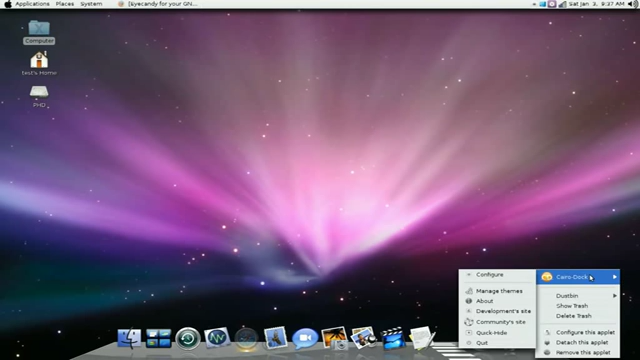 Applications Places System [Eyecandy for your GN... Sat Jan 3, 8:37 AM
Computer
test's Home
PHD
Configure
Manage themes
About
Development's site
Community's site
Quick-Hide
Quit
Cairo-Dock
Dustbin
Show Trash
Delete Trash
Configure this applet
Detach this applet
Remove this applet